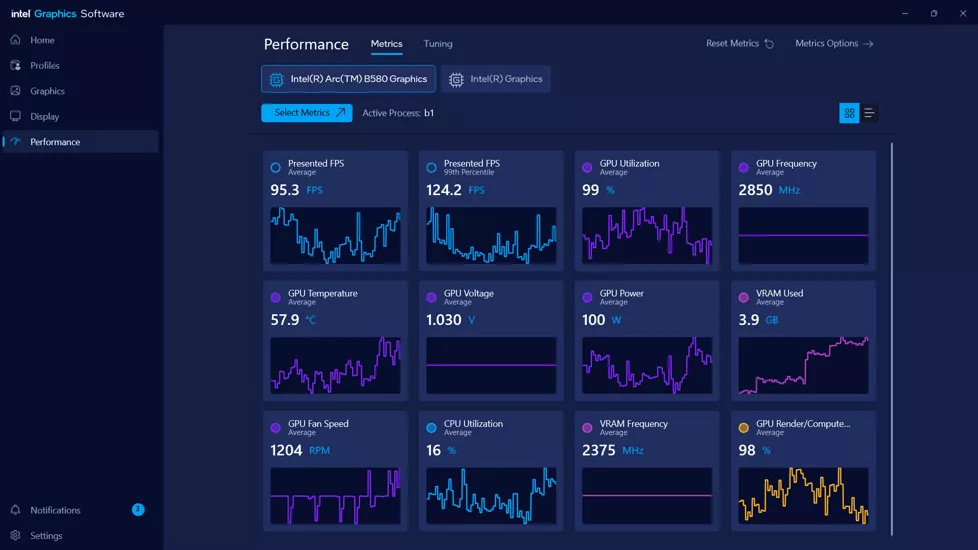 intel Graphics Software
Home
Profiles
Graphics
Display
Performance
Notifications
3
Settings
Performance
Metrics
Tuning
Reset Metrics
Metrics Options
Intel(R) Arc(TM) B580 Graphics
Intel(R) Graphics
Select Metrics
Active Process: b1
Presented FPS
Average
95.3 FPS
Presented FPS
99th Percentile
124.2 FPS
GPU Utilization
Average
99 %
GPU Frequency
Average
2850 MHz
GPU Temperature
Average
57.9 °C
GPU Voltage
Average
1.030 V
GPU Power
Average
100 W
VRAM Used
Average
3.9 GB
GPU Fan Speed
Average
1204 RPM
CPU Utilization
Average
16 %
VRAM Frequency
Average
2375 MHz
GPU Render/Compute...
Average
98 %